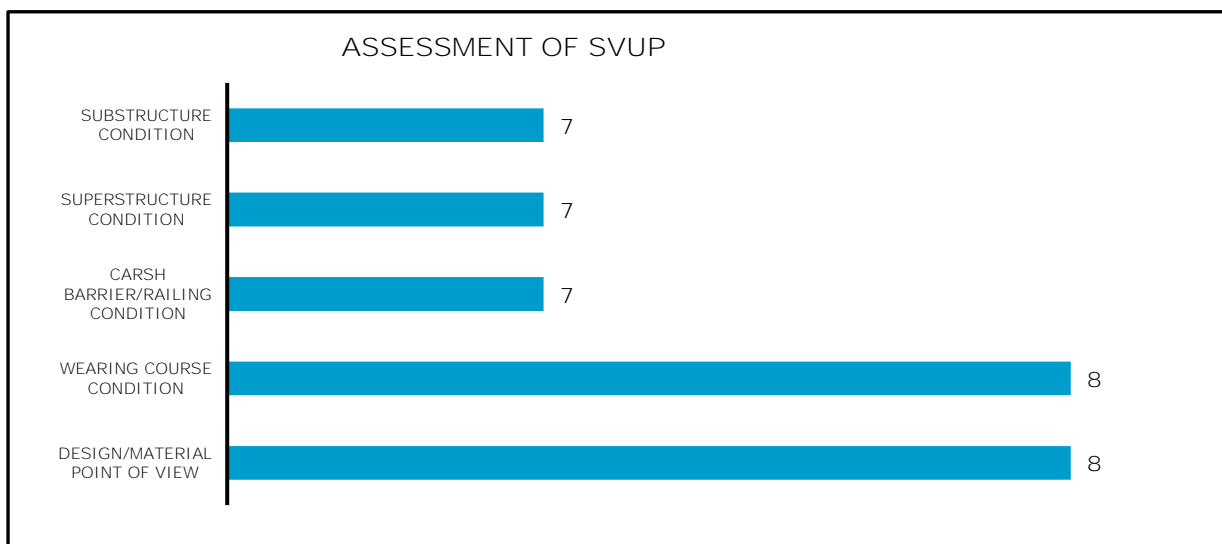 ASSESSMENT OF SVUP
SUBSTRUCTURE
CONDITION
7
SUPERSTRUCTURE
CONDITION
7
CARSH
BARRIER/RAILING
CONDITION
7
WEARING COURSE
CONDITION
8
DESIGN/MATERIAL
POINT OF VIEW
8